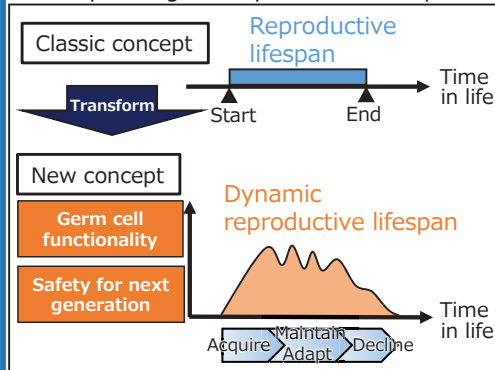 Classic concept
Reproductive
lifespan
Time
in life
Transform
Start
End
New concept
Germ cell
functionality
Safety for next
generation
Dynamic
reproductive lifespan
Time
in life
Acquire
Maintain
Adapt
Decline